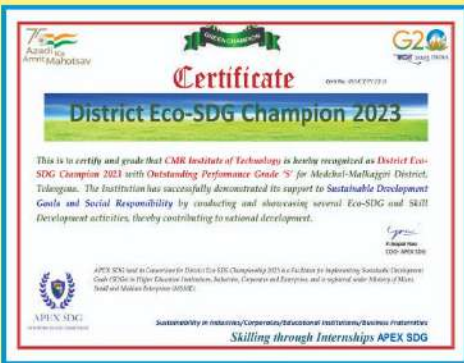 Azadi Ka
Amrit Mahotsav
GREEN CHAMPION
G20
Certificate
District Eco-SDG Champion 2023
This is to certify and grade that CMR Institute of Technology is hereby recognized as District Eco-
SDG Champion 2023 with Outstanding Performance Grade 'S' for Medchal-Malkajgiri District,
Telangana. The Institution has successfully demonstrated its support to Sustainable Development
Goals and Social Responsibility by conducting and showcasing several Eco-SDG and Skill
Development activities, thereby contributing to national development.
APEX SDG
Sustainability in Industries/Corporates/Educational Institutions/Business Fraternities
Skilling through Internships APEX SDG